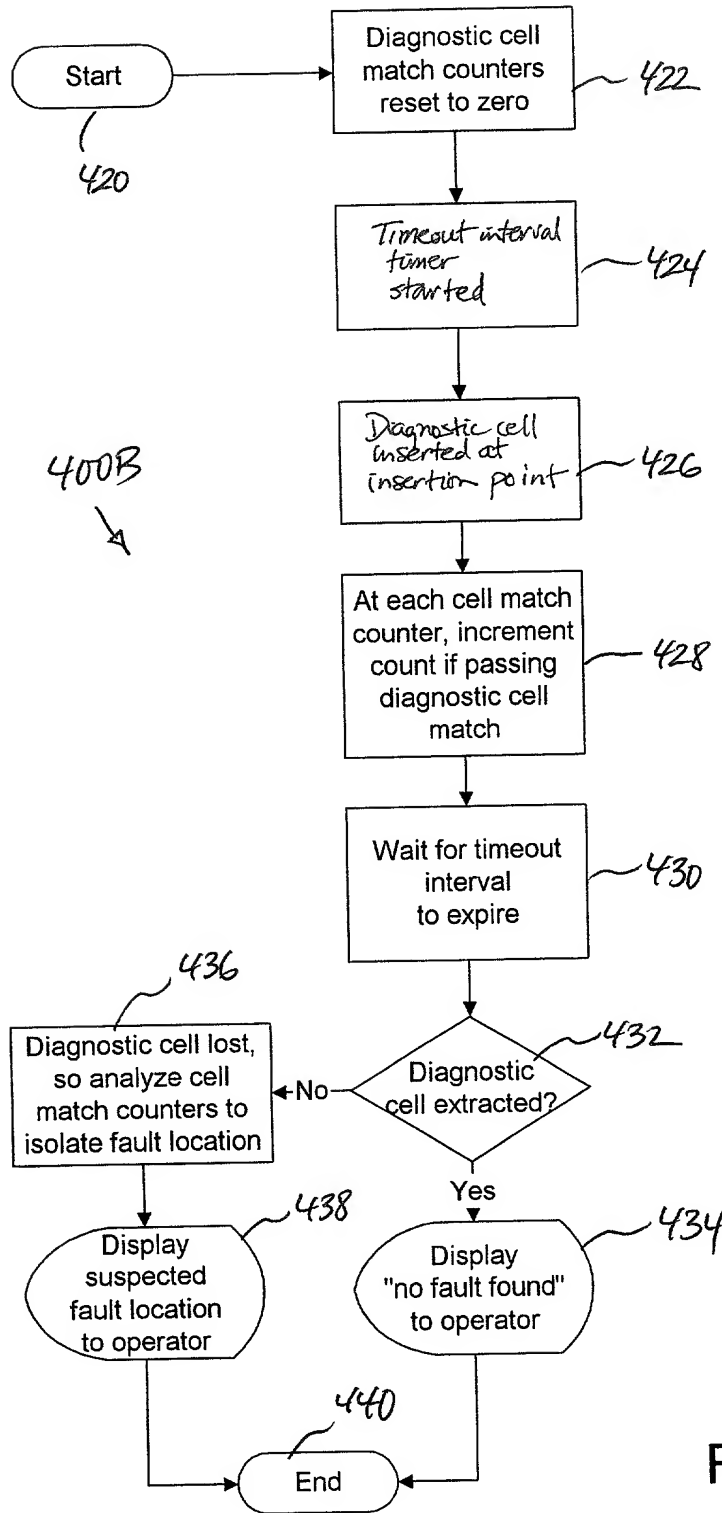 Start
420
Diagnostic cell
match counters
reset to zero
422
Timeout interval
timer
started
424
400B
Diagnostic cell
inserted at
insertion point
426
At each cell match
counter, increment
count if passing
diagnostic cell
match
428
Wait for timeout
interval
to expire
430
436
Diagnostic cell lost,
so analyze cell
match counters to
isolate fault location
No
Diagnostic
cell extracted?
432
Yes
438
Display
suspected
fault location
to operator
Display
"no fault found"
to operator
434
440
End
F